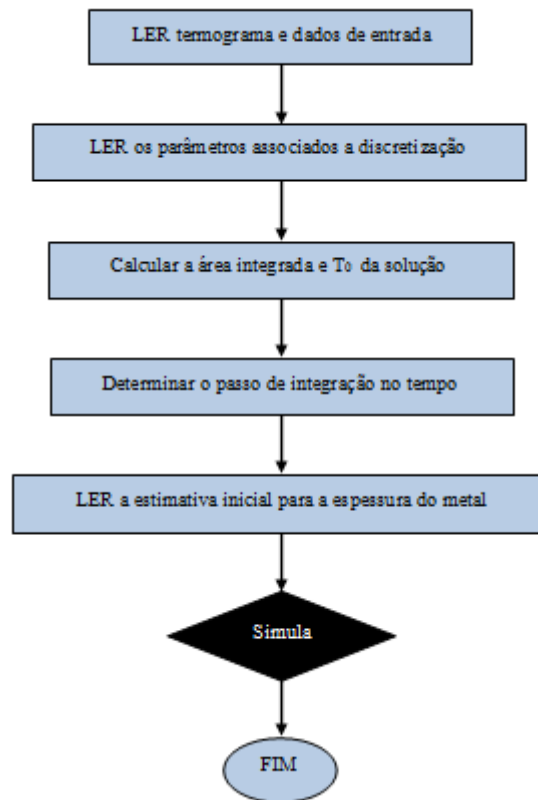 LER termograma e dados de entrada
LER os parâmetros associados a discretização
Calcular a área integrada e T₀ da solução
Determinar o passo de integração no tempo
LER a estimativa inicial para a espessura do metal
Simula
FIM